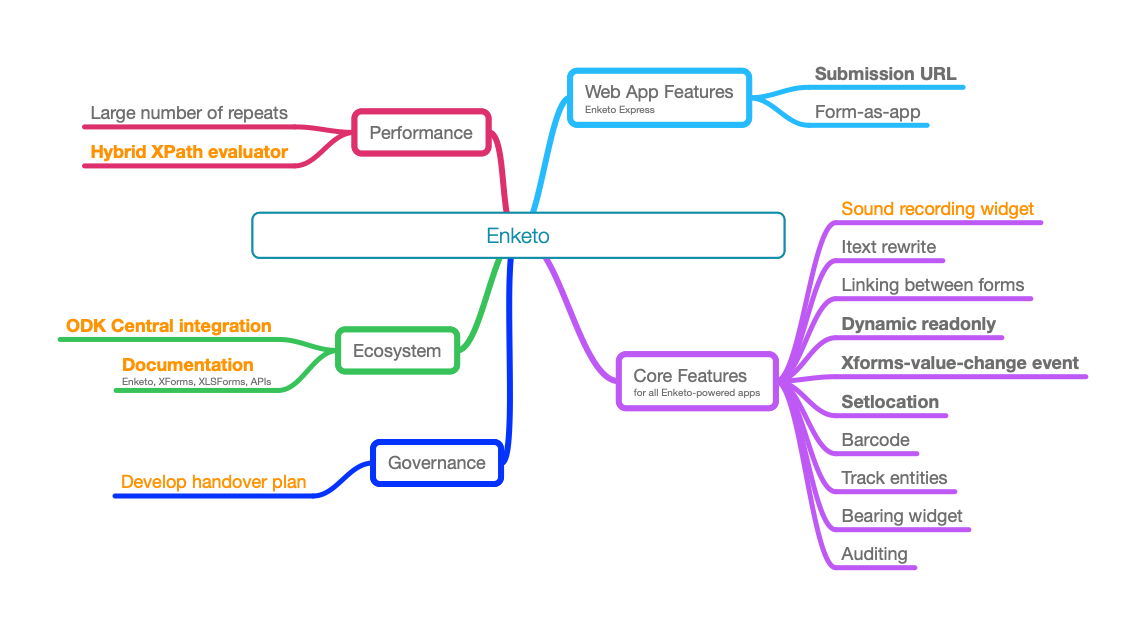 Enketo
Performance
Large number of repeats
Hybrid XPath evaluator
Web App Features
Enketo Express
Submission URL
Form-as-app
Ecosystem
ODK Central integration
Documentation
Enketo, XForms, XLSForms, APIs
Governance
Develop handover plan
Core Features
for all Enketo-powered apps
Sound recording widget
Itext rewrite
Linking between forms
Dynamic readonly
Xforms-value-change event
Setlocation
Barcode
Track entities
Bearing widget
Auditing